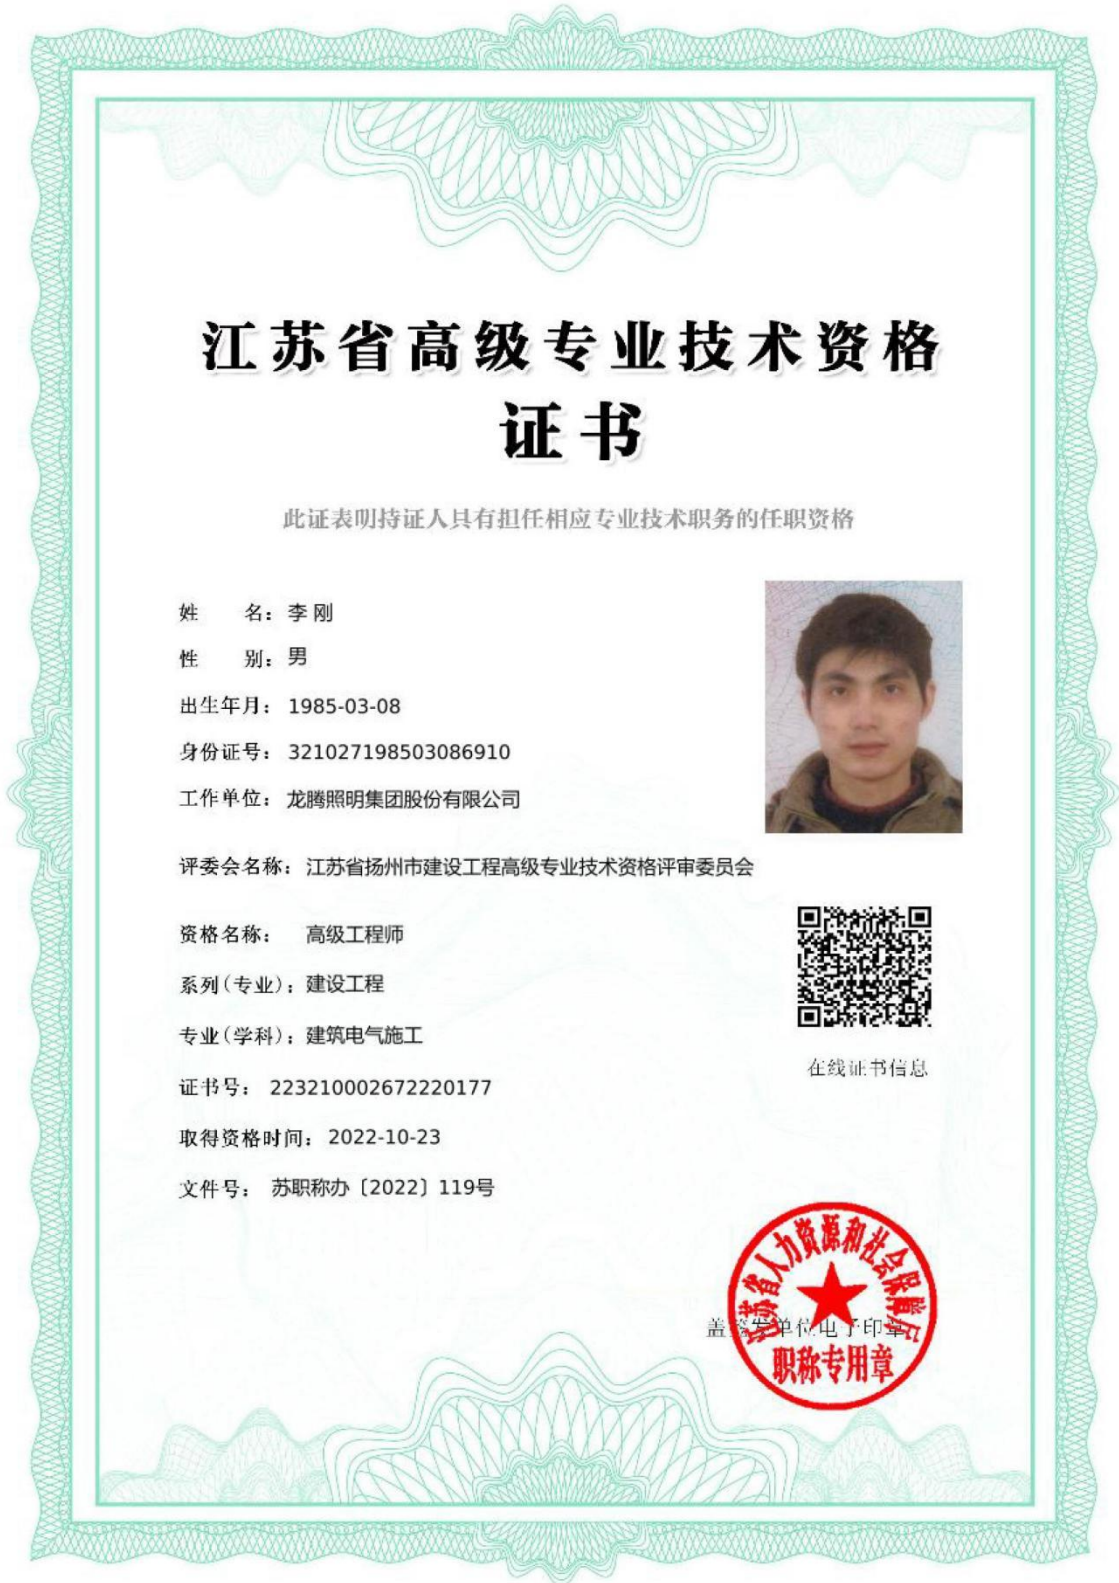 江苏省高级专业技术资格
证书
此证表明持证人具有担任相应专业技术职务的任职资格
姓 名：李 刚
性 别：男
出生年月：1985-03-08
身份证号：321027198503086910
工作单位：龙腾照明集团股份有限公司
评委会名称：江苏省扬州市建设工程高级专业技术资格评审委员会
资格名称：高级工程师
系列(专业)：建设工程
专业(学科)：建筑电气施工
证书号：223210002672220177
取得资格时间：2022-10-23
文件号：苏职称办〔2022〕119号
在线证书信息
江苏省人力资源和社会保障厅
盖签发单位电子印章
职称专用章